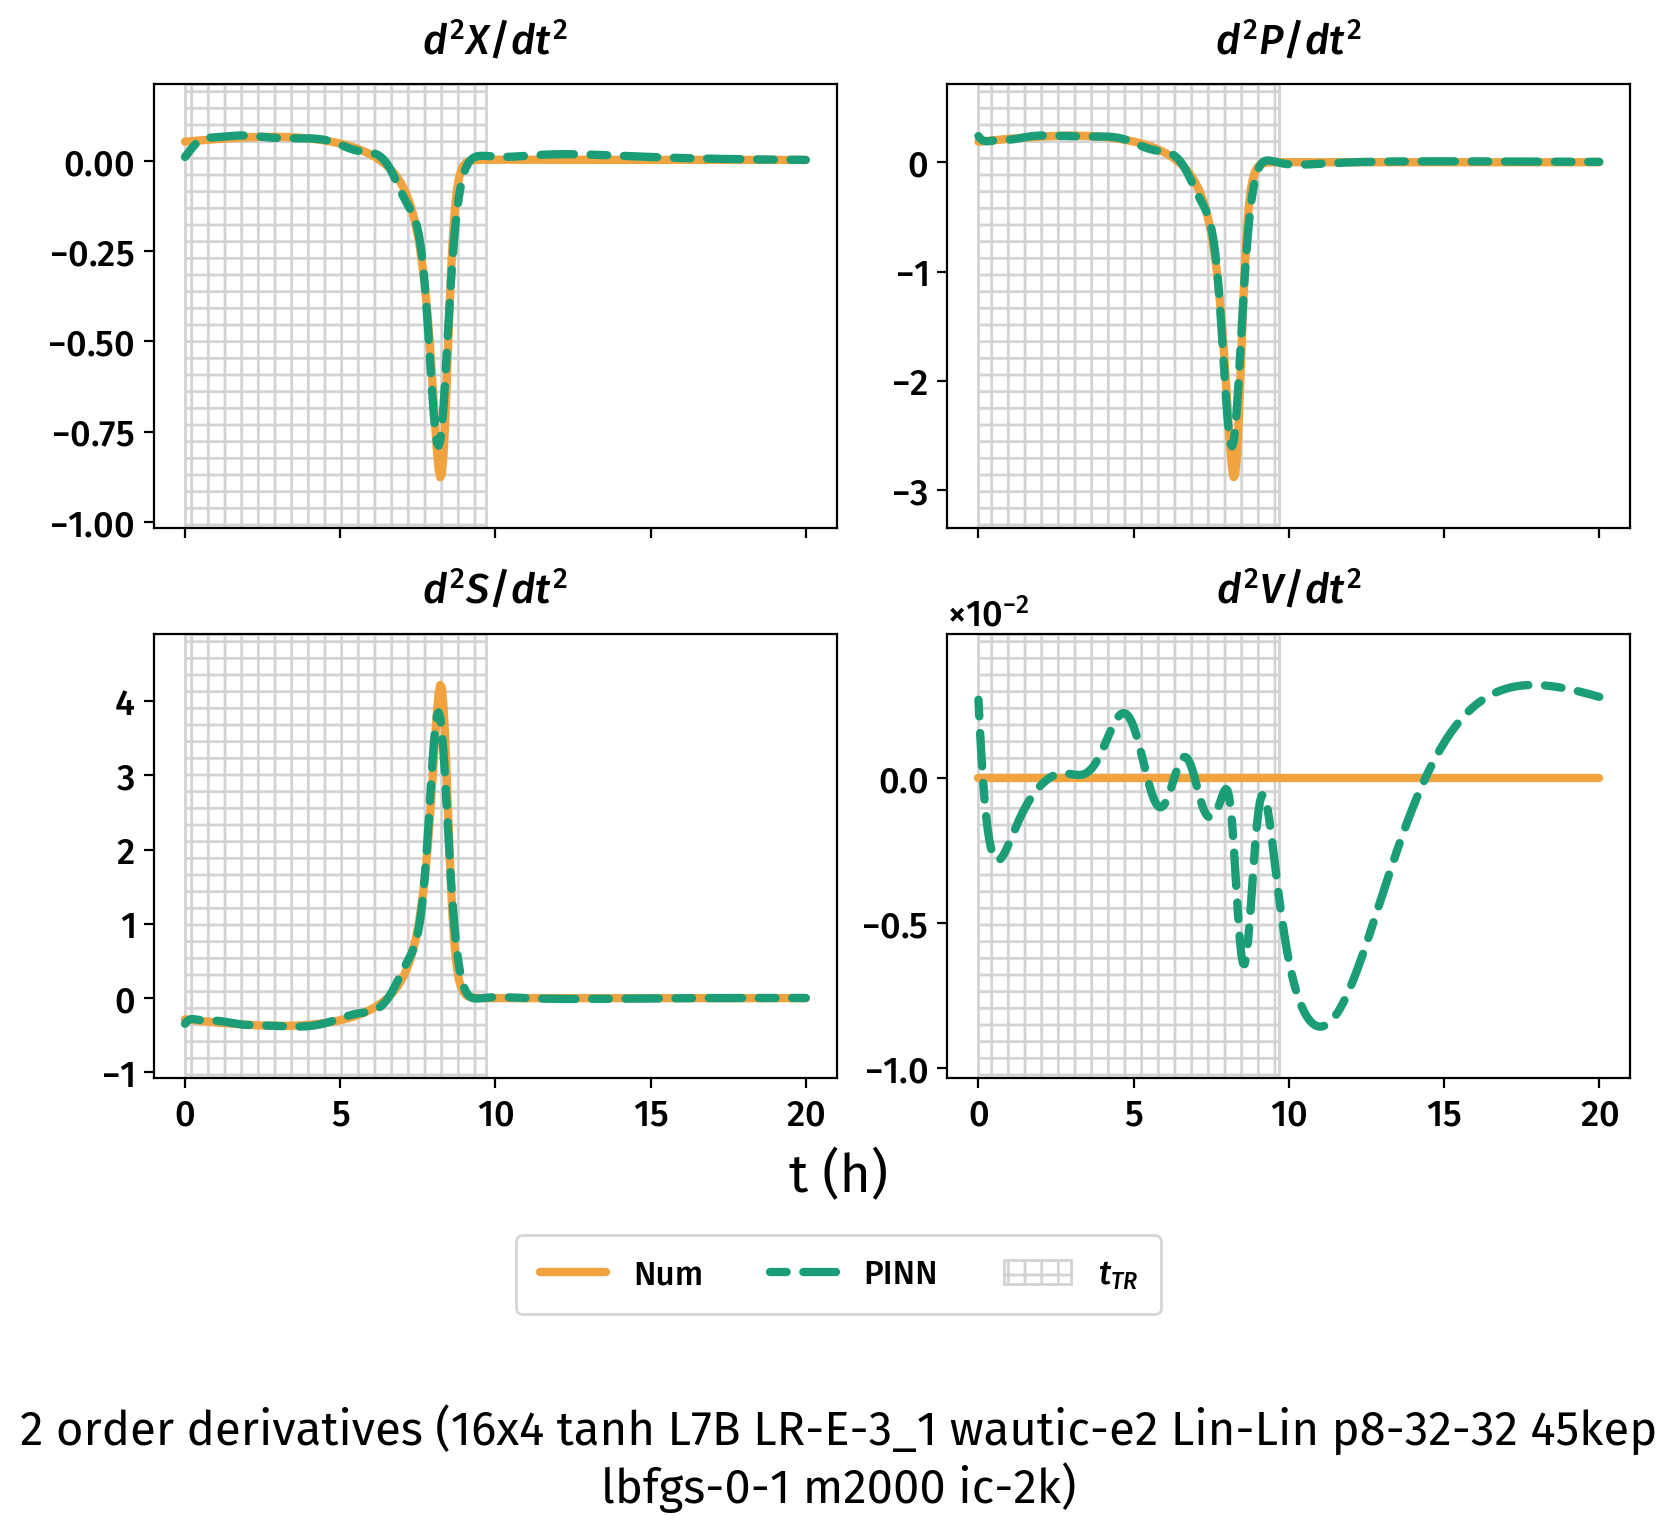 d²X/dt²
d²P/dt²
0.00
−0.25
−0.50
−0.75
−1.00
0
−1
−2
−3
d²S/dt²
d²V/dt²
×10⁻²
4
3
2
1
0
−1
0.0
−0.5
−1.0
0 5 10 15 20
0 5 10 15 20
t (h)
Num PINN t_TR
2 order derivatives (16x4 tanh L7B LR-E-3_1 wautic-e2 Lin-Lin p8-32-32 45kep
lbfgs-0-1 m2000 ic-2k)